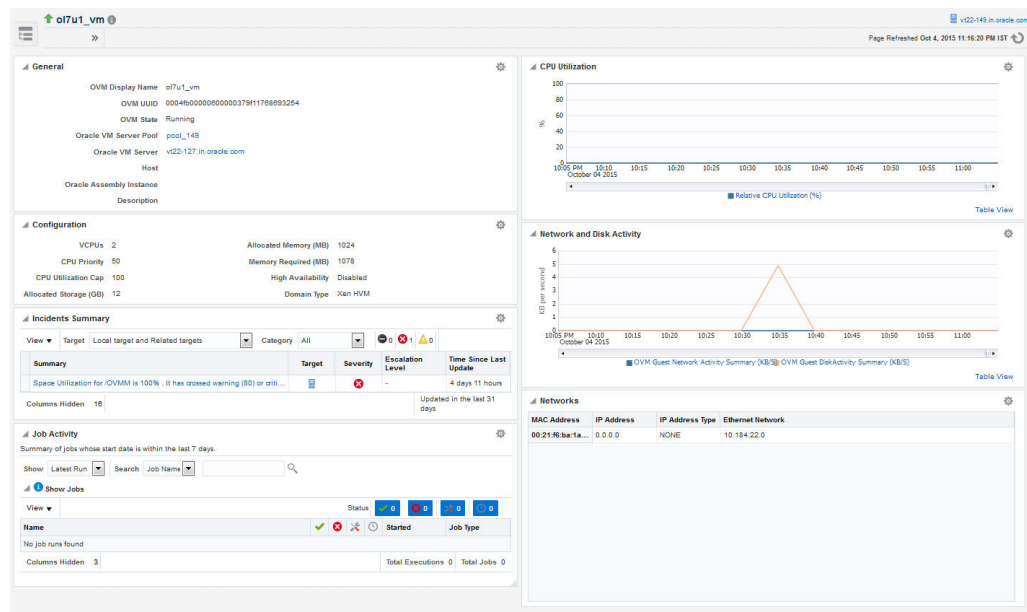 ol7u1_vm
vt22-149.in.oracle.com
»
Page Refreshed Oct 4, 2015 11:16:20 PM IST
General
OVM Display Name ol7u1_vm
OVM UUID 0004fb00000600000379f11768693254
OVM State Running
Oracle VM Server Pool pool_149
Oracle VM Server vt22-127.in.oracle.com
Host
Oracle Assembly Instance
Description
Configuration
VCPUs 2 Allocated Memory (MB) 1024
CPU Priority 50 Memory Required (MB) 1078
CPU Utilization Cap 100 High Availability Disabled
Allocated Storage (GB) 12 Domain Type Xen HVM
Incidents Summary
View Target Local target and Related targets Category All 0 1 0
Summary Target Severity Escalation Level Time Since Last Update
Space Utilization for /OVMM is 100% . It has crossed warning (80) or criti... - 4 days 11 hours
Columns Hidden 16 Updated in the last 31 days
Job Activity
Summary of jobs whose start date is within the last 7 days.
Show Latest Run Search Job Name
Show Jobs
View Status 0 0 0 0
Name Started Job Type
No job runs found
Columns Hidden 3 Total Executions 0 Total Jobs 0
CPU Utilization
100
80
60
40
20
0
%
10:05 PM 10:10 10:15 10:20 10:25 10:30 10:35 10:40 10:45 10:50 10:55 11:00
October 04 2015
Relative CPU Utilization (%)
Table View
Network and Disk Activity
6
5
4
3
2
1
KB per second
10:05 PM 10:10 10:15 10:20 10:25 10:30 10:35 10:40 10:45 10:50 10:55 11:00
October 04 2015
OVM Guest Network Activity Summary (KB/S) OVM Guest DiskActivity Summary (KB/S)
Table View
Networks
MAC Address IP Address IP Address Type Ethernet Network
00:21:f6:ba:1a... 0.0.0.0 NONE 10.184.22.0